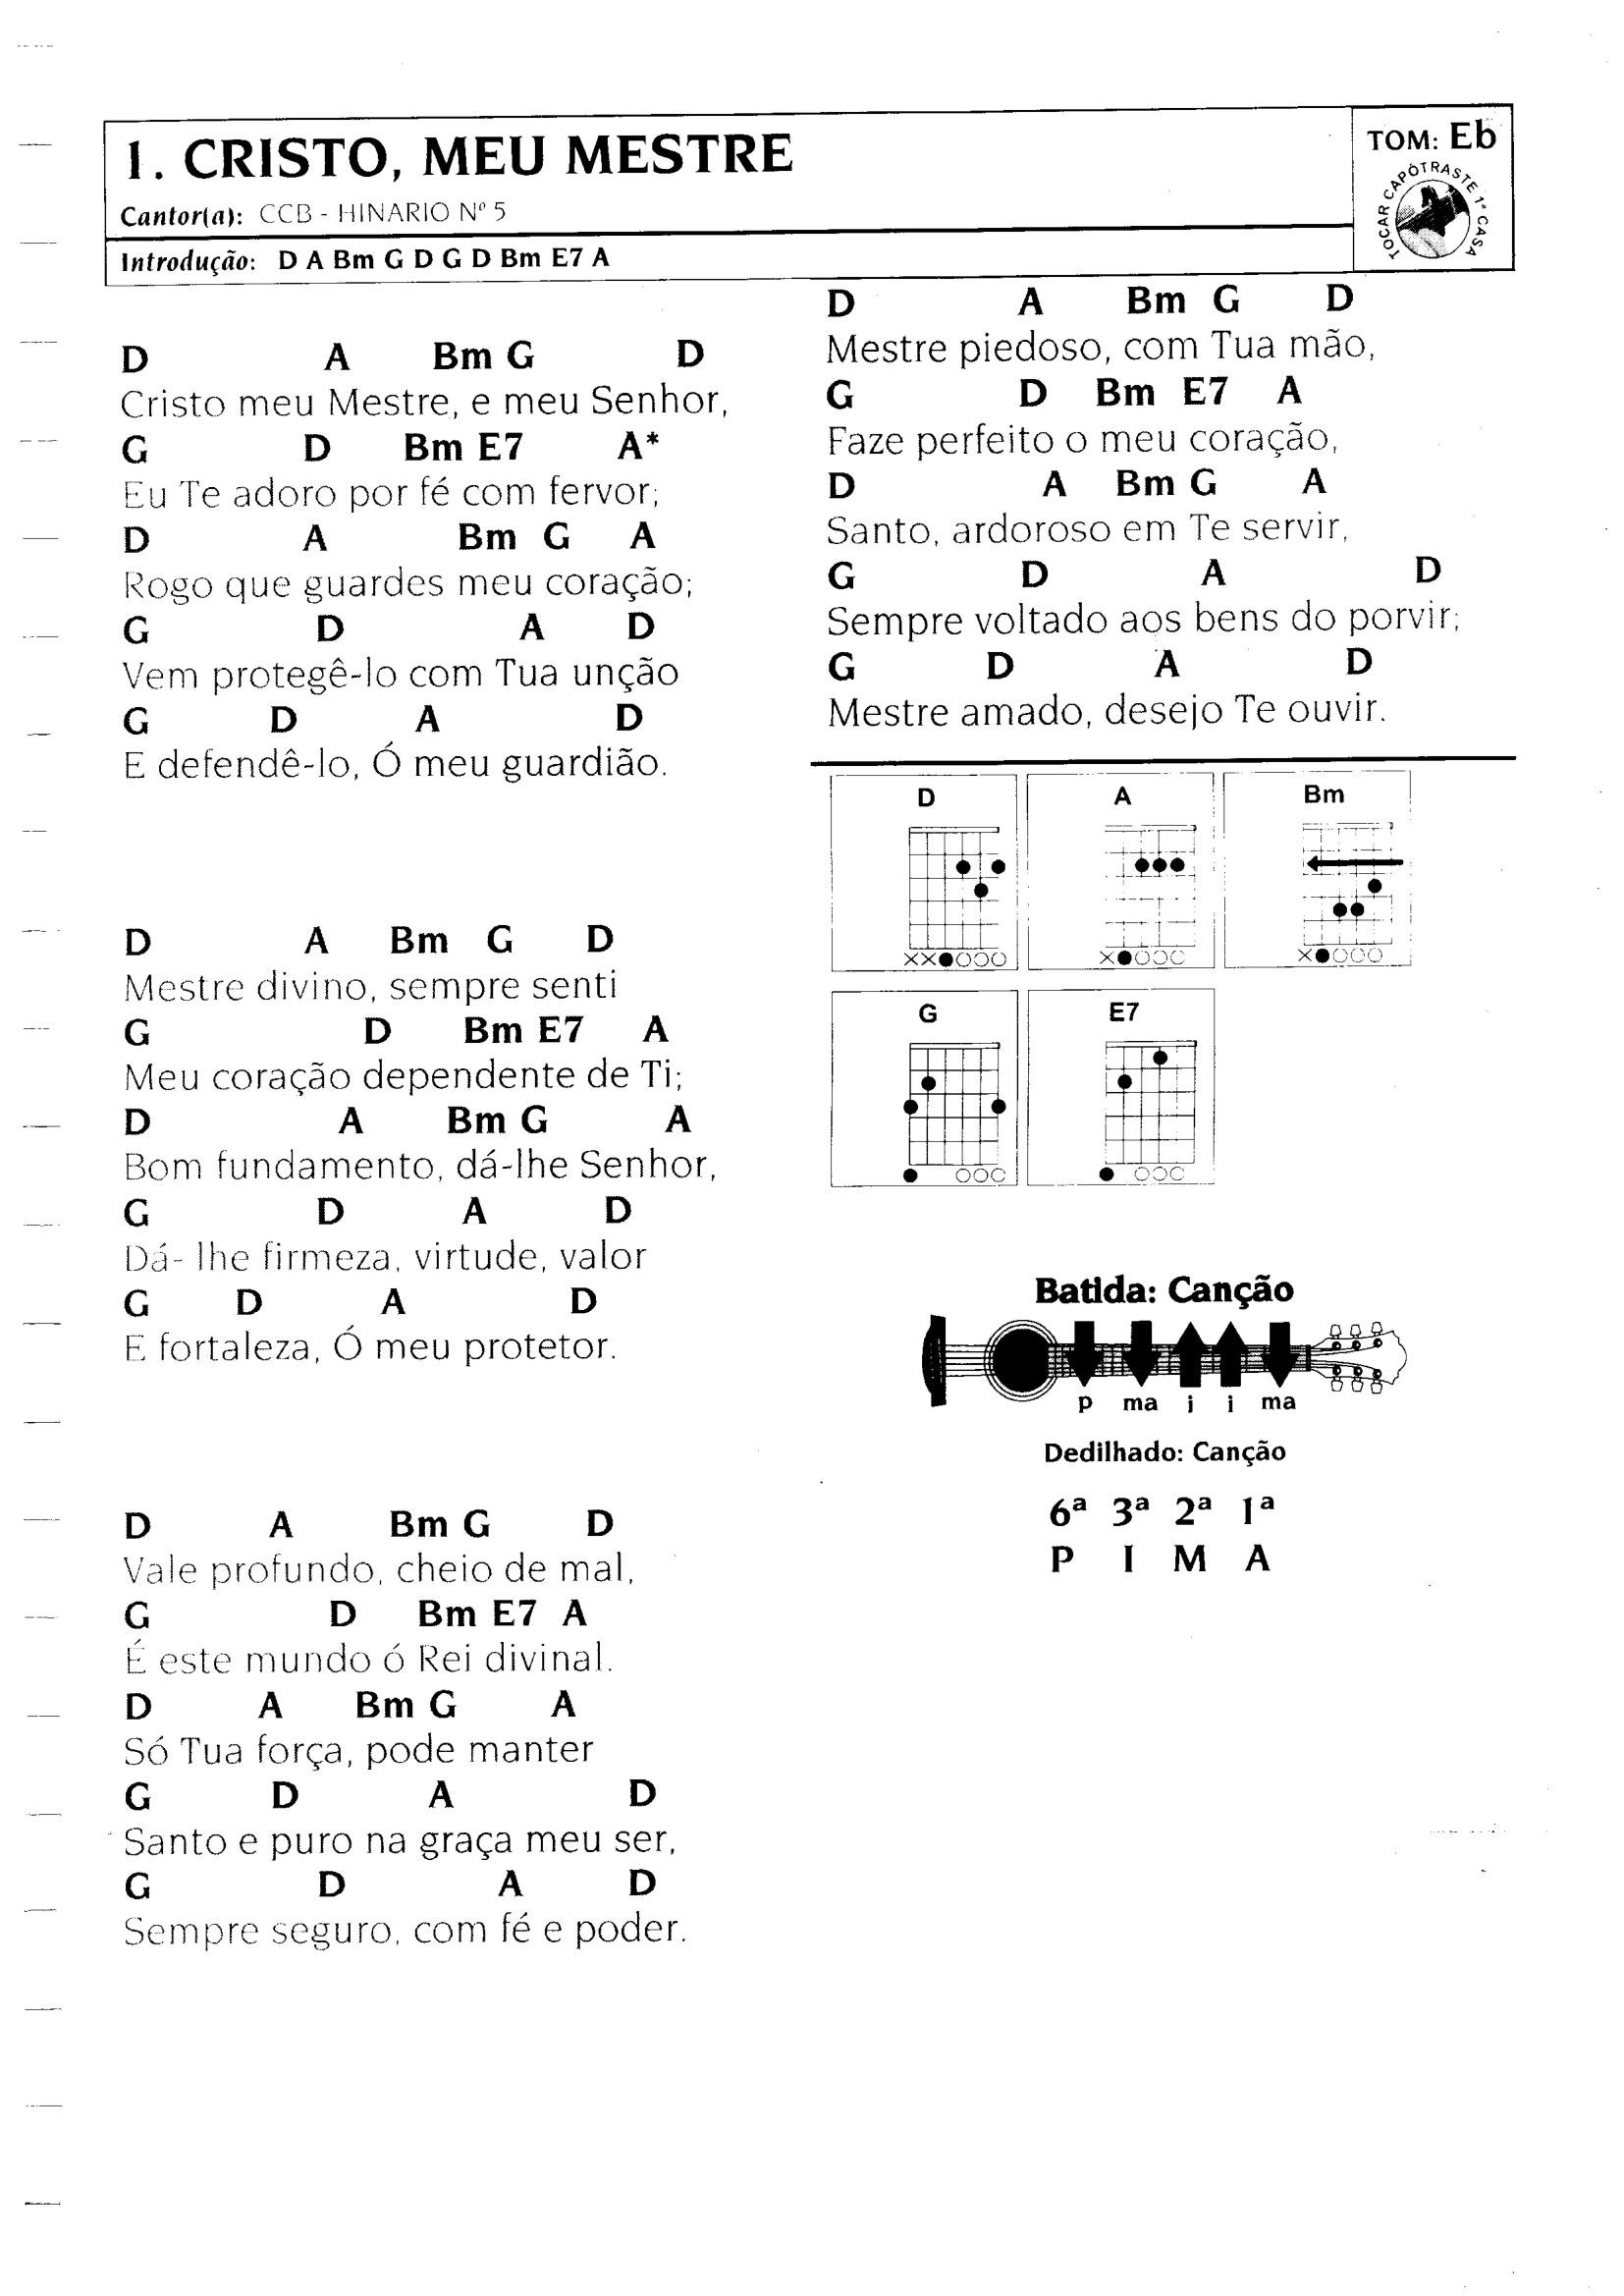 1. CRISTO, MEU MESTRE
Cantor(a): CCB - HINARIO Nº 5
Introdução: D A Bm G D G D Bm E7 A
TOM: Eb
TOCAR CAPÔTRASTE 1ª CASA
D A Bm G D
Cristo meu Mestre, e meu Senhor,
G D Bm E7 A*
Eu Te adoro por fé com fervor;
D A Bm G A
Rogo que guardes meu coração;
G D A D
Vem protegê-lo com Tua unção
G D A D
E defendê-lo, Ó meu guardião.
D A Bm G D
Mestre divino, sempre senti
G D Bm E7 A
Meu coração dependente de Ti;
D A Bm G A
Bom fundamento, dá-lhe Senhor,
G D A D
Dá- lhe firmeza, virtude, valor
G D A D
E fortaleza, Ó meu protetor.
D A Bm G D
Vale profundo, cheio de mal,
G D Bm E7 A
É este mundo ó Rei divinal.
D A Bm G A
Só Tua força, pode manter
G D A D
Santo e puro na graça meu ser,
G D A D
Sempre seguro, com fé e poder.
D A Bm G D
Mestre piedoso, com Tua mão,
G D Bm E7 A
Faze perfeito o meu coração,
D A Bm G A
Santo, ardoroso em Te servir,
G D A D
Sempre voltado aos bens do porvir;
G D A D
Mestre amado, desejo Te ouvir.
D A Bm
G E7
Batida: Canção
p ma i i ma
Dedilhado: Canção
6ª 3ª 2ª 1ª
P I M A